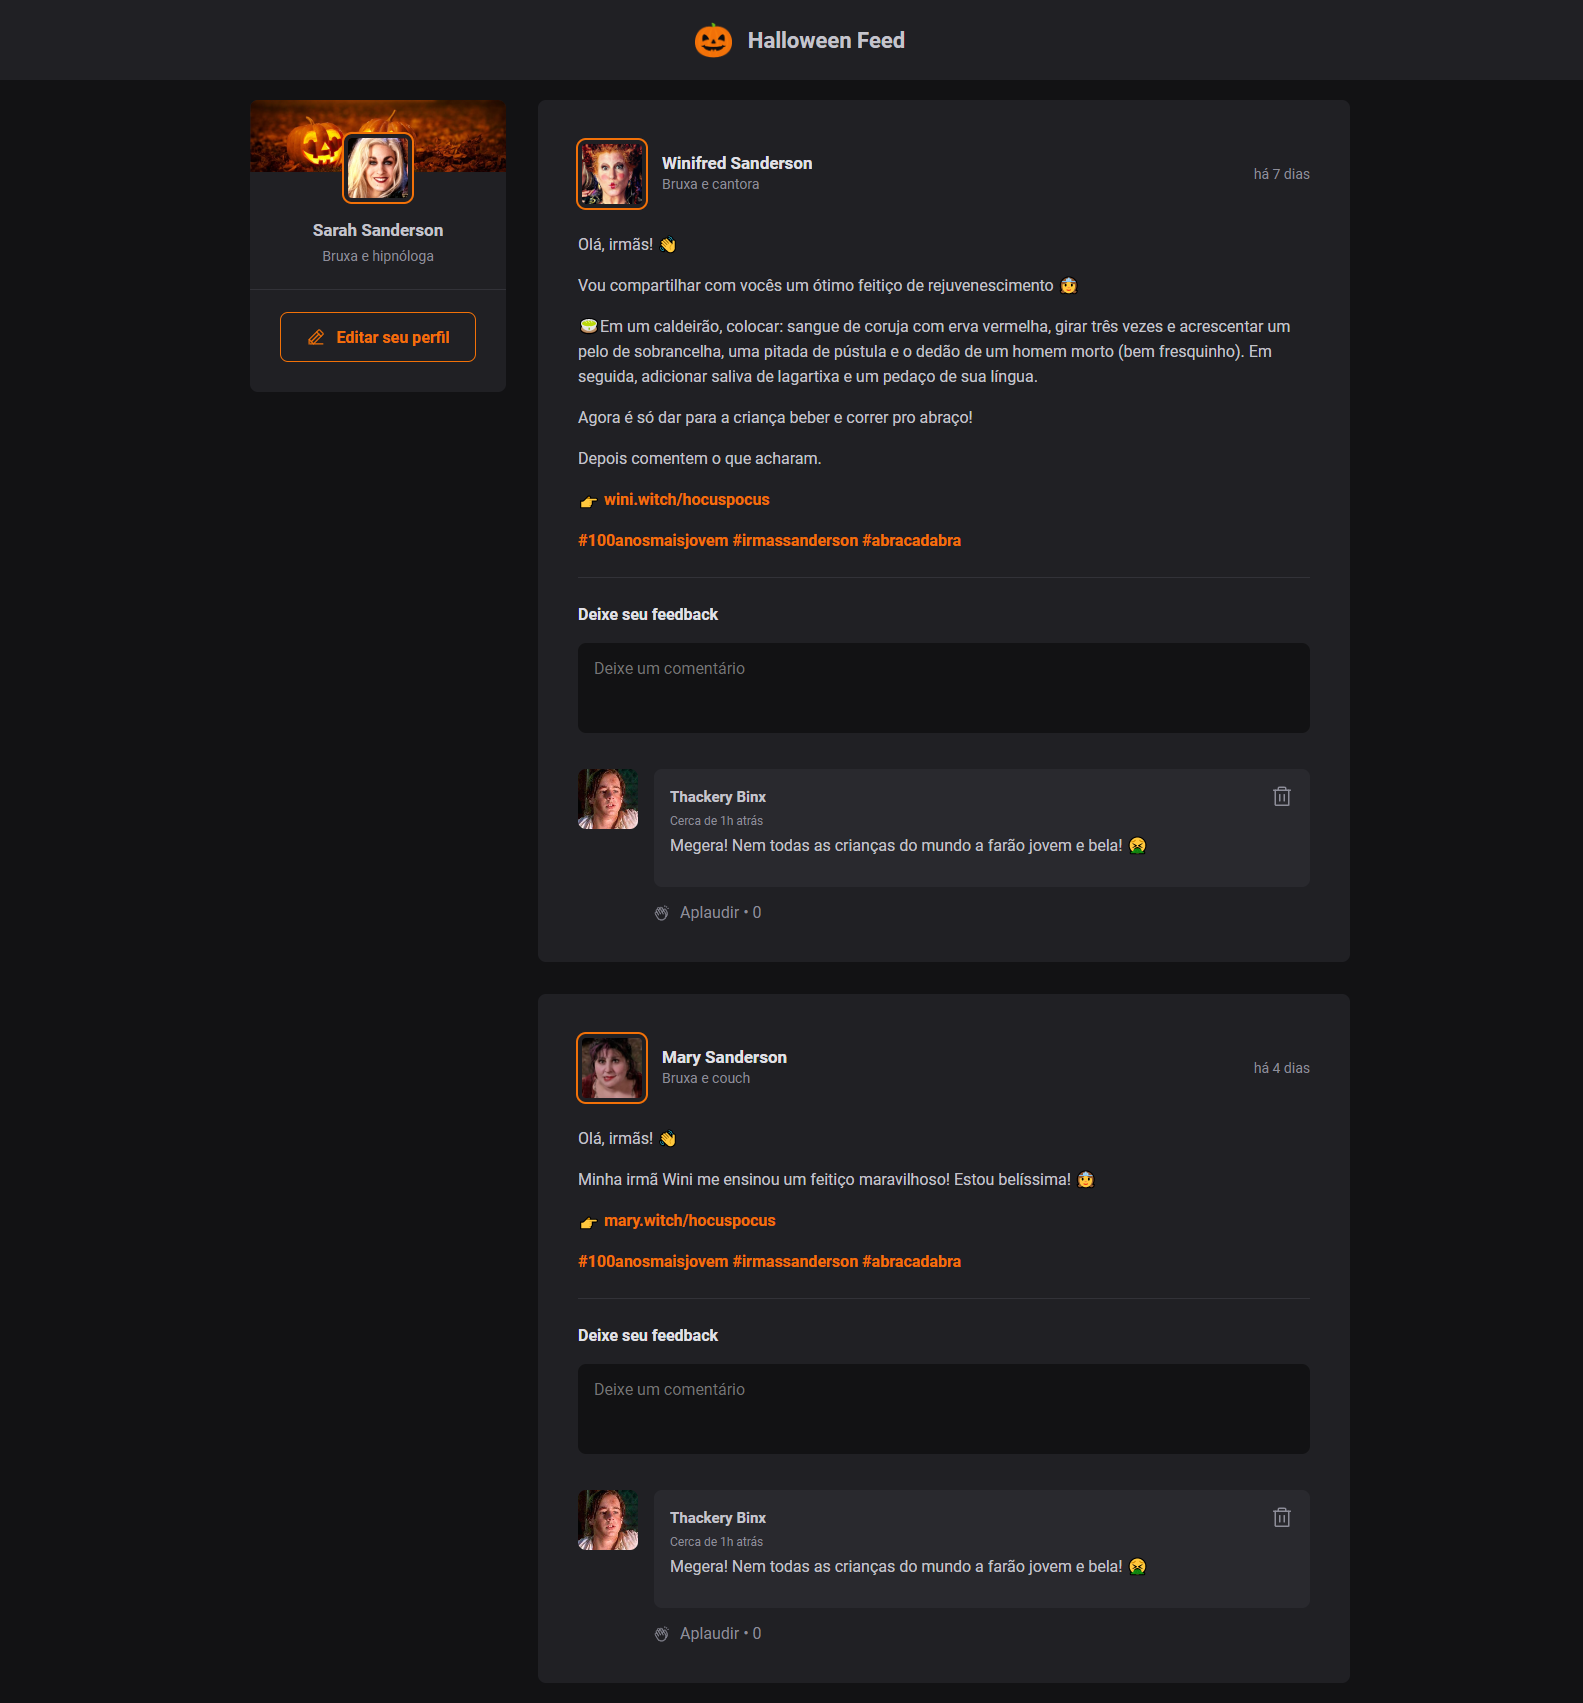 Halloween Feed
Sarah Sanderson
Bruxa e hipnóloga
Editar seu perfil
Winifred Sanderson
Bruxa e cantora
há 7 dias
Olá, irmãs! 👋
Vou compartilhar com vocês um ótimo feitiço de rejuvenescimento 👰
🍵Em um caldeirão, colocar: sangue de coruja com erva vermelha, girar três vezes e acrescentar um
pelo de sobrancelha, uma pitada de pústula e o dedão de um homem morto (bem fresquinho). Em
seguida, adicionar saliva de lagartixa e um pedaço de sua língua.
Agora é só dar para a criança beber e correr pro abraço!
Depois comentem o que acharam.
👉 wini.witch/hocuspocus
#100anosmaisjovem #irmassanderson #abracadabra
Deixe seu feedback
Deixe um comentário
Thackery Binx
Cerca de 1h atrás
Megera! Nem todas as crianças do mundo a farão jovem e bela! 🤮
Aplaudir • 0
Mary Sanderson
Bruxa e couch
há 4 dias
Olá, irmãs! 👋
Minha irmã Wini me ensinou um feitiço maravilhoso! Estou belíssima! 👰
👉 mary.witch/hocuspocus
#100anosmaisjovem #irmassanderson #abracadabra
Deixe seu feedback
Deixe um comentário
Thackery Binx
Cerca de 1h atrás
Megera! Nem todas as crianças do mundo a farão jovem e bela! 🤮
Aplaudir • 0